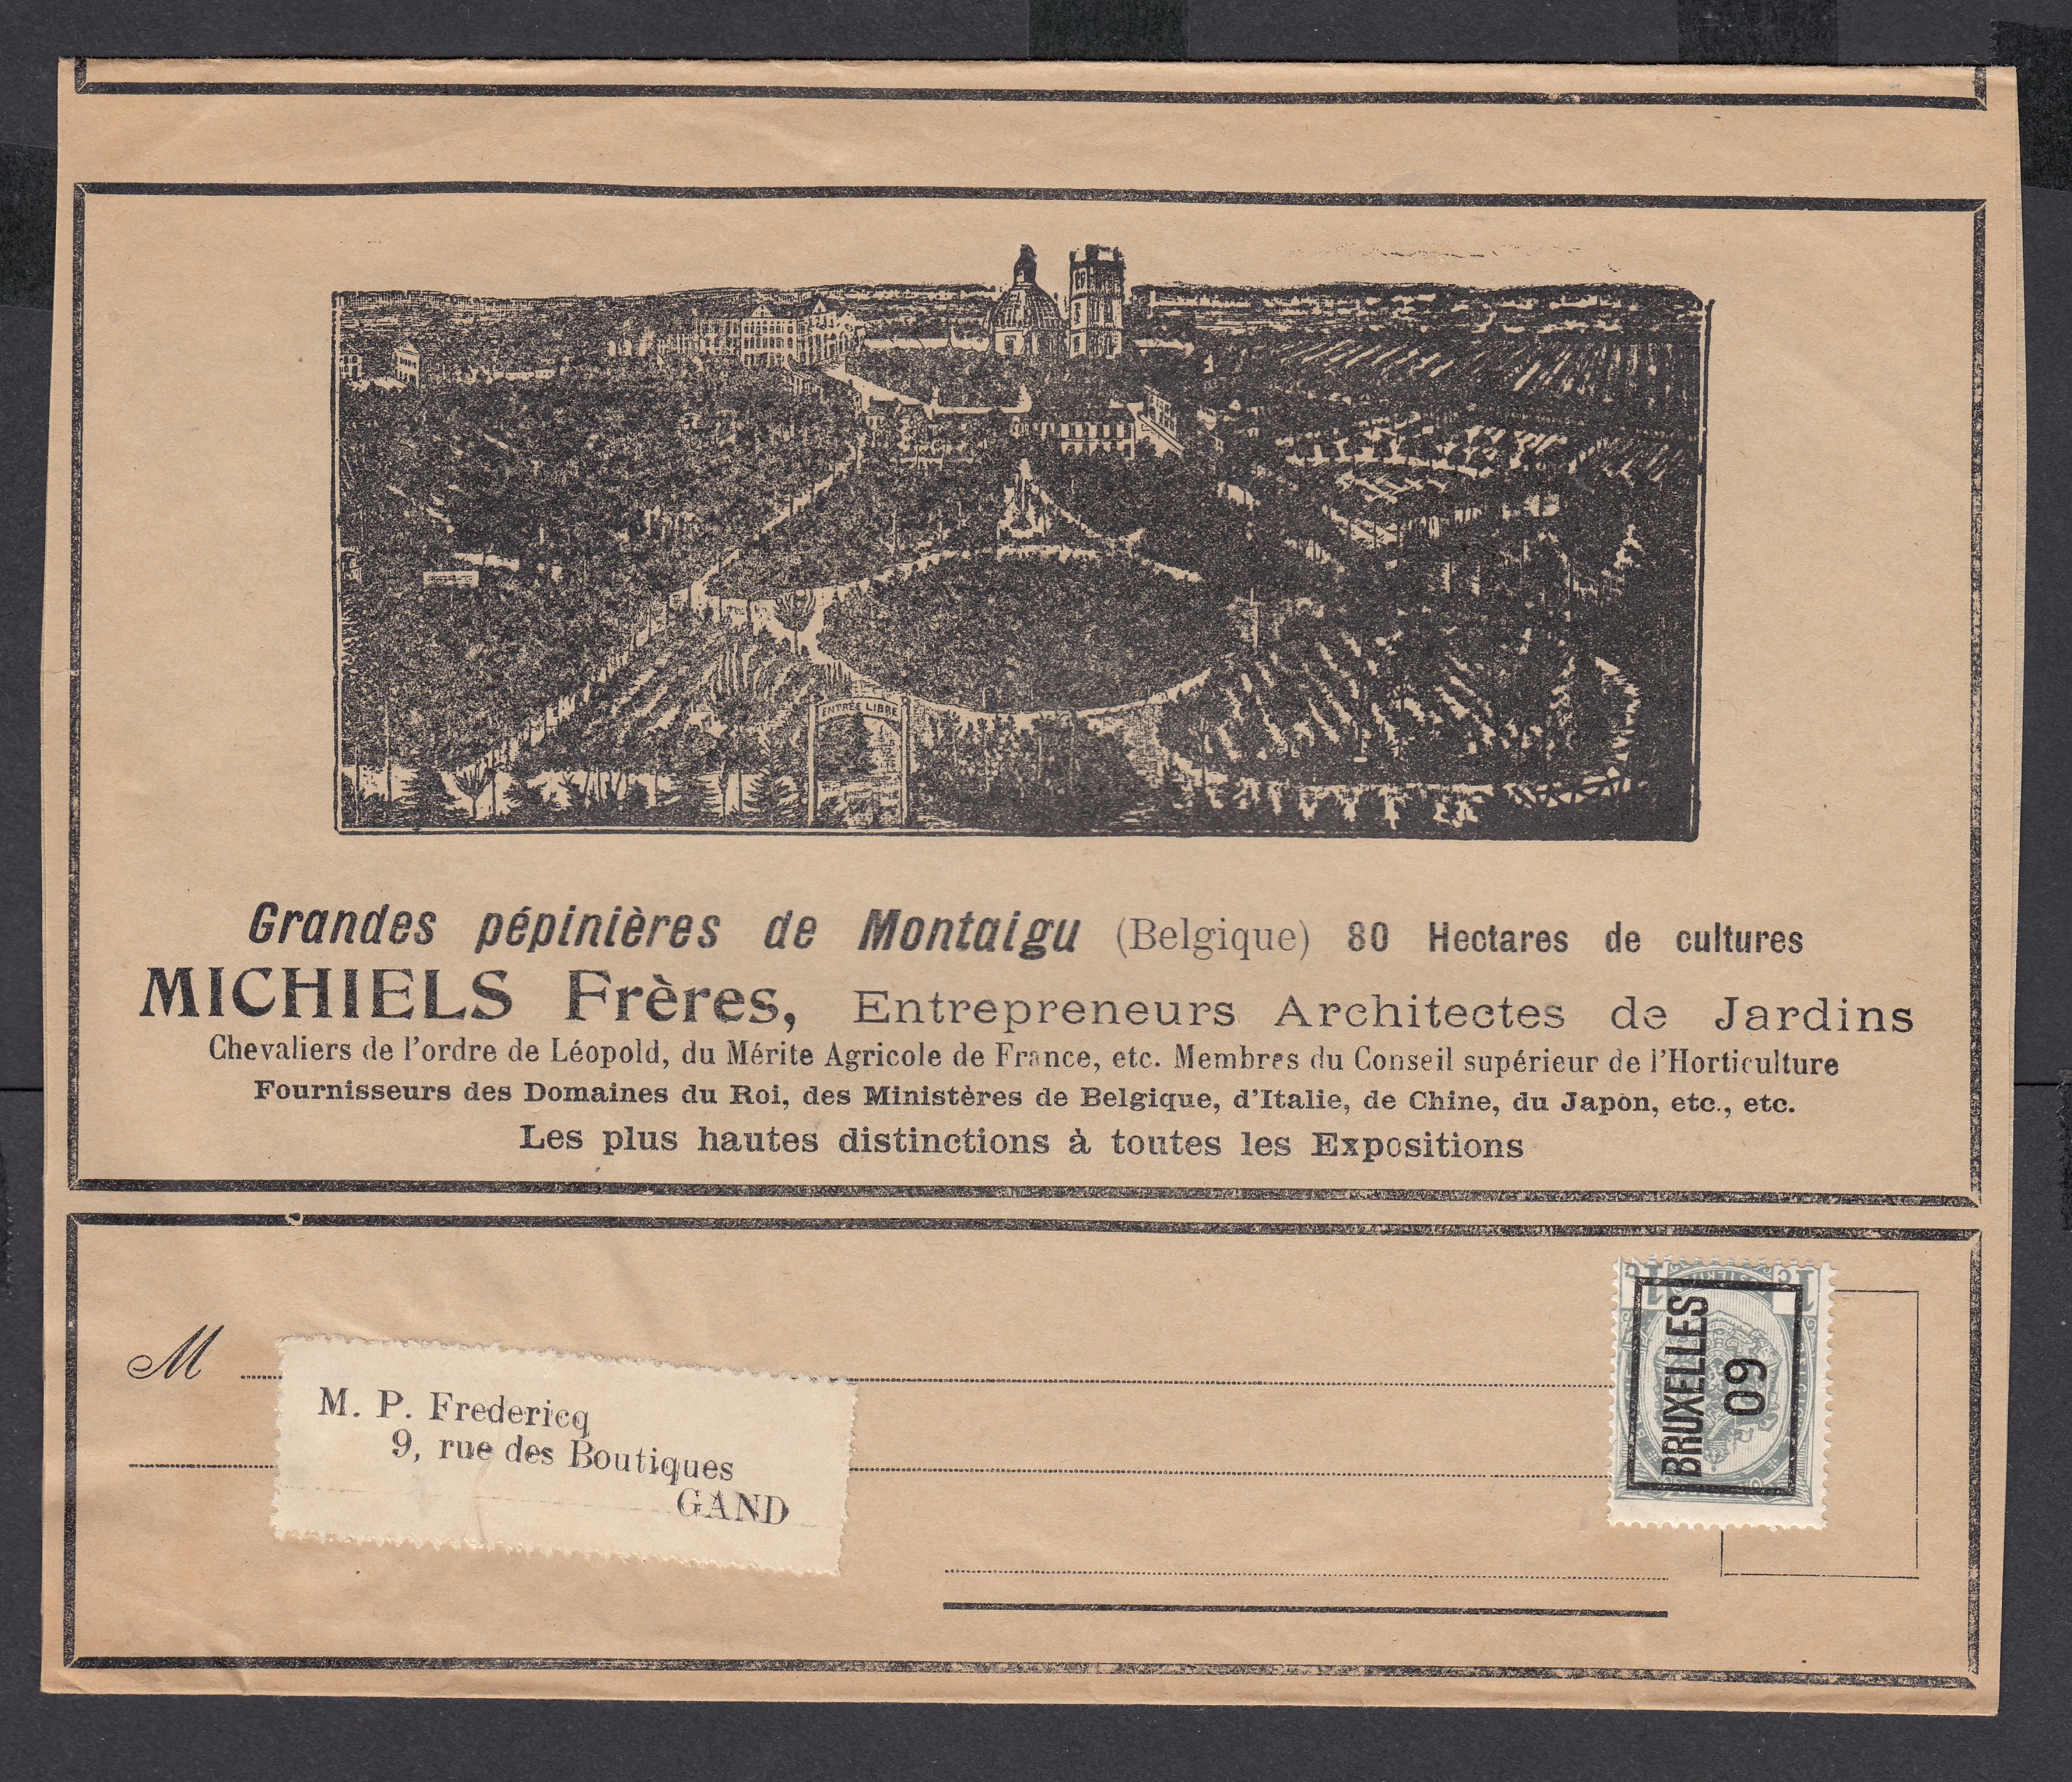 ENTRÉE LIBRE
Grandes pépinières de Montaigu (Belgique) 80 Hectares de cultures
MICHIELS Frères, Entrepreneurs Architectes de Jardins
Chevaliers de l'ordre de Léopold, du Mérite Agricole de France, etc. Membres du Conseil supérieur de l'Horticulture
Fournisseurs des Domaines du Roi, des Ministères de Belgique, d'Italie, de Chine, du Japon, etc., etc.
Les plus hautes distinctions à toutes les Expositions
M
M. P. Fredericq
9, rue des Boutiques
GAND
1 c
1 c
BRUXELLES
09